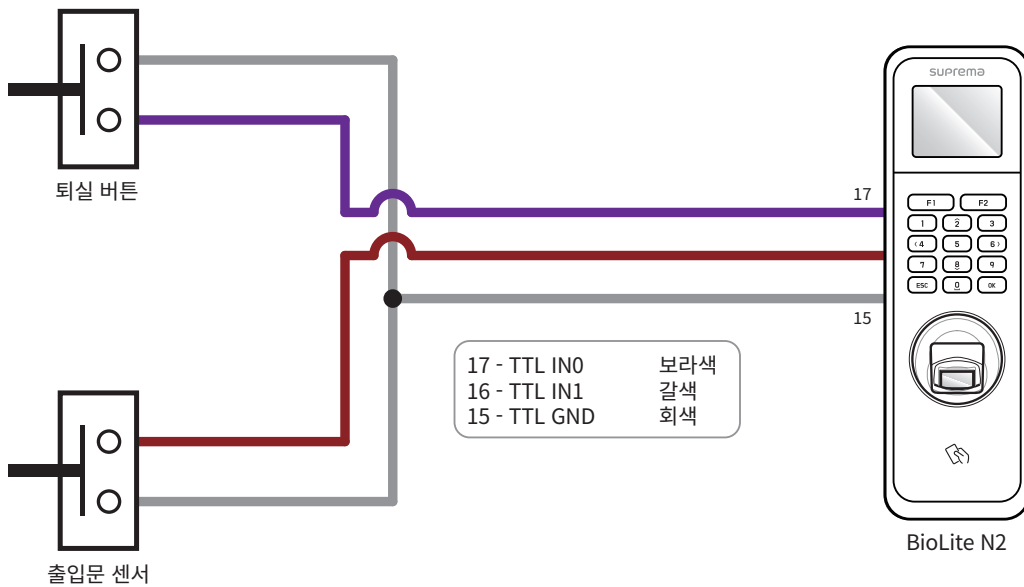 퇴실 버튼
출입문 센서
17
15
17 - TTL IN0 보라색
16 - TTL IN1 갈색
15 - TTL GND 회색
suprema
F1 F2
1 2 3
4 5 6
7 8 9
ESC 0 OK
BioLite N2